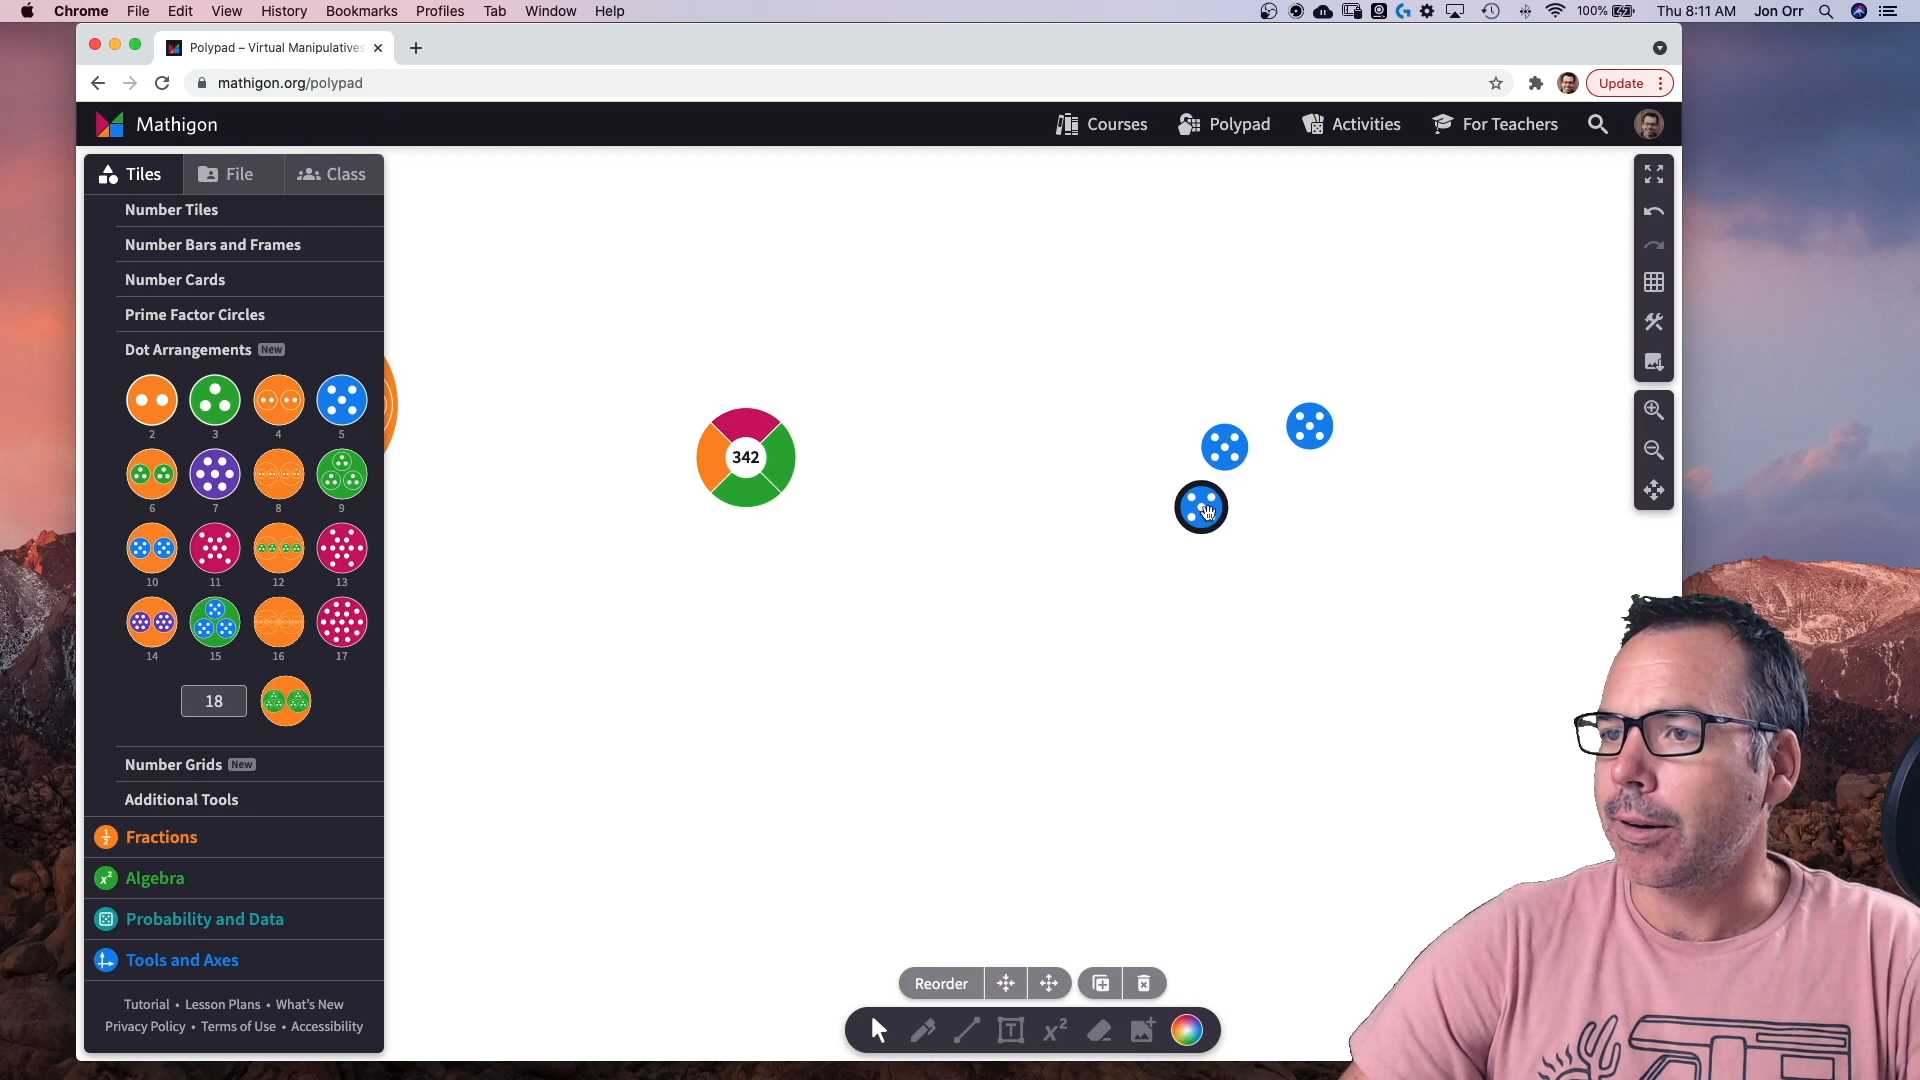 Chrome File Edit View History Bookmarks Profiles Tab Window Help
100% Thu 8:11 AM Jon Orr
Polypad – Virtual Manipulatives
mathigon.org/polypad
Update
Mathigon
Courses Polypad Activities For Teachers
Tiles File Class
Number Tiles
Number Bars and Frames
Number Cards
Prime Factor Circles
Dot Arrangements New
2 3 4 5
6 7 8 9
10 11 12 13
14 15 16 17
18
Number Grids New
Additional Tools
Fractions
Algebra
Probability and Data
Tools and Axes
Tutorial • Lesson Plans • What's New
Privacy Policy • Terms of Use • Accessibility
342
Reorder
T x²